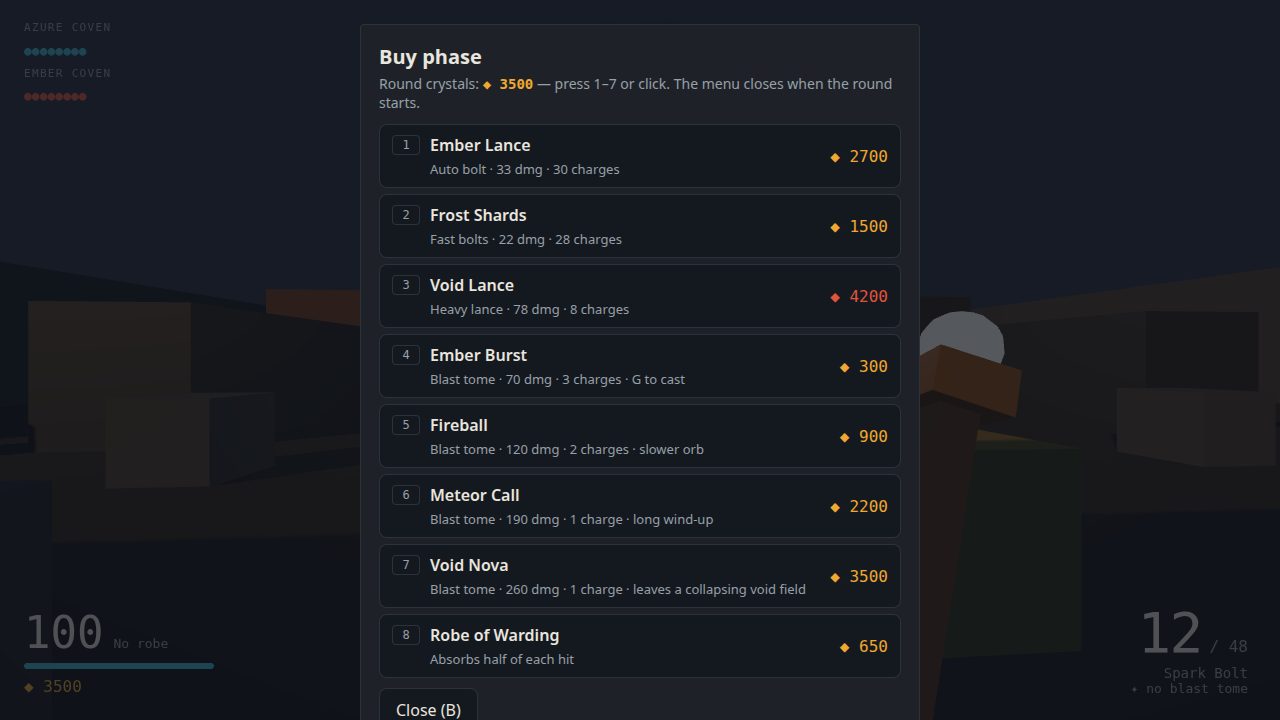 AZURE COVEN
EMBER COVEN
Buy phase
Round crystals: ◆ 3500 — press 1–7 or click. The menu closes when the round
starts.
1 Ember Lance
Auto bolt · 33 dmg · 30 charges
◆ 2700
2 Frost Shards
Fast bolts · 22 dmg · 28 charges
◆ 1500
3 Void Lance
Heavy lance · 78 dmg · 8 charges
◆ 4200
4 Ember Burst
Blast tome · 70 dmg · 3 charges · G to cast
◆ 300
5 Fireball
Blast tome · 120 dmg · 2 charges · slower orb
◆ 900
6 Meteor Call
Blast tome · 190 dmg · 1 charge · long wind-up
◆ 2200
7 Void Nova
Blast tome · 260 dmg · 1 charge · leaves a collapsing void field
◆ 3500
8 Robe of Warding
Absorbs half of each hit
◆ 650
Close (B)
100 No robe
◆ 3500
12 / 48
Spark Bolt
✦ no blast tome